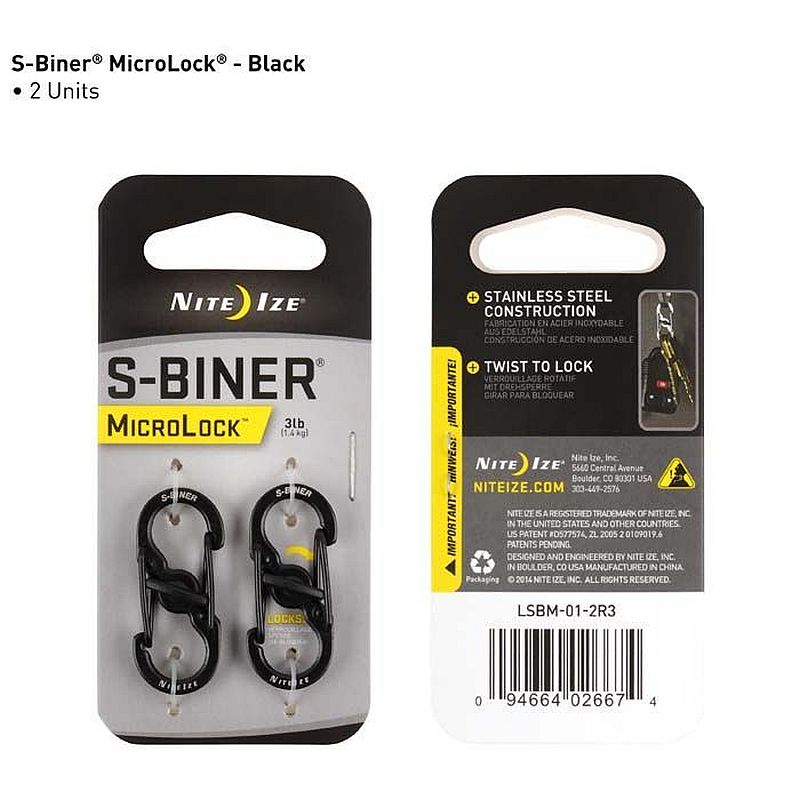 S-Biner® MicroLock® - Black
• 2 Units
NITE IZE®
S-BINER®
MICROLOCK™
3lb
(1.4 kg)
S-BINER
S-BINER
LOCKS.
NITE IZE
NITE IZE
STAINLESS STEEL
CONSTRUCTION
FABRICATION EN ACIER INOXYDABLE
AUS EDELSTAHL
CONSTRUCCIÓN DE ACERO INOXIDABLE
TWIST TO LOCK
VERROUILLAGE ROTATIF
MIT DREHSPERRE
GIRAR PARA BLOQUEAR
IMPORTANT! HINWEIS! ¡IMPORTANTE!
NITE IZE®
NITEIZE.COM
Nite Ize, Inc.
5660 Central Avenue
Boulder, CO 80301 USA
303-449-2576
NITE IZE IS A REGISTERED TRADEMARK OF NITE IZE, INC.
IN THE UNITED STATES AND OTHER COUNTRIES.
US PATENT #D577574, ZL 2005 2 0109019.6
PATENTS PENDING.
DESIGNED AND ENGINEERED BY NITE IZE, INC.
IN BOULDER, CO USA MANUFACTURED IN CHINA.
© 2014 NITE IZE, INC. ALL RIGHTS RESERVED.
Packaging
LSBM-01-2R3
0 94664 02667 4